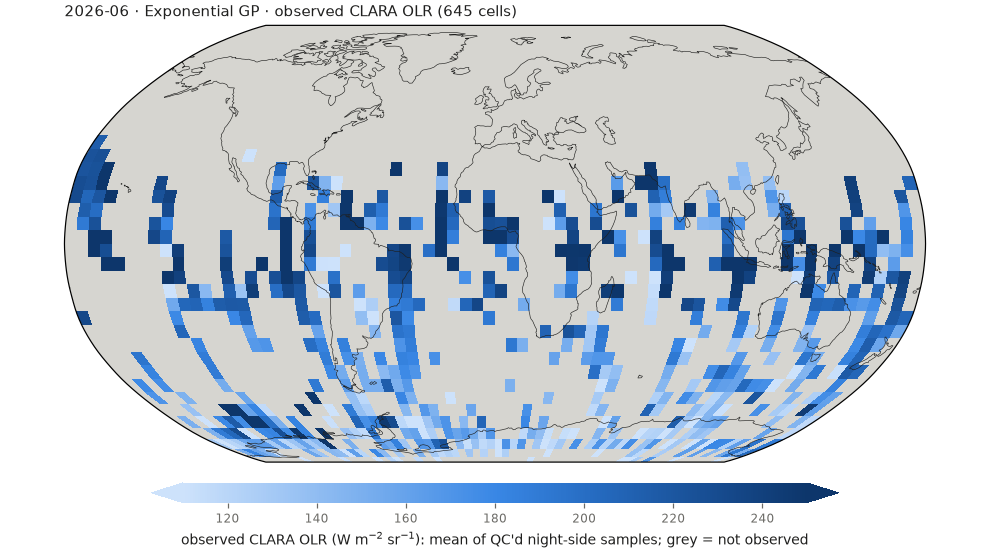 2026-06 · Exponential GP · observed CLARA OLR (645 cells)
120 140 160 180 200 220 240
observed CLARA OLR (W m⁻² sr⁻¹): mean of QC'd night-side samples; grey = not observed